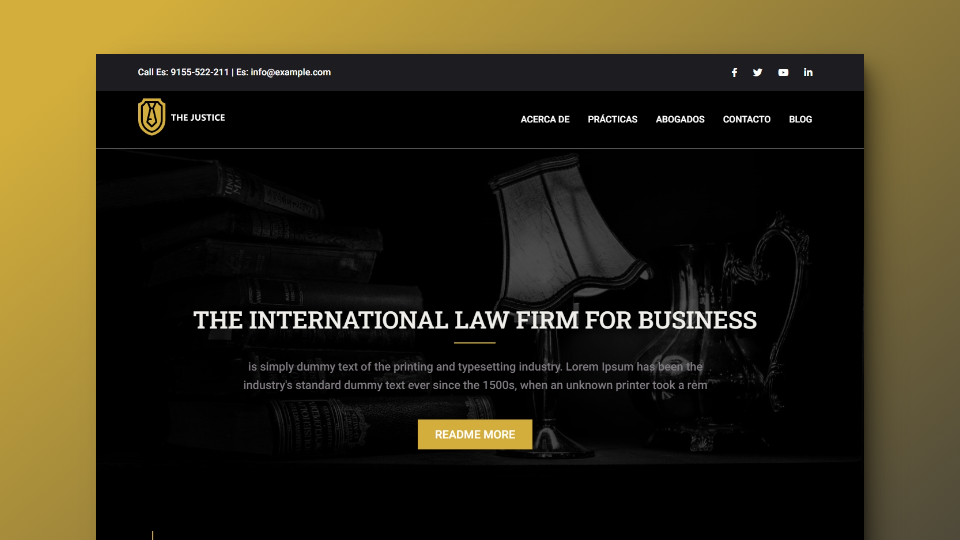 Call Es: 9155-522-211 | Es: info@example.com
THE JUSTICE
ACERCA DE PRÁCTICAS ABOGADOS CONTACTO BLOG
THE INTERNATIONAL LAW FIRM FOR BUSINESS
is simply dummy text of the printing and typesetting industry. Lorem Ipsum has been the
industry's standard dummy text ever since the 1500s, when an unknown printer took a rem
README MORE